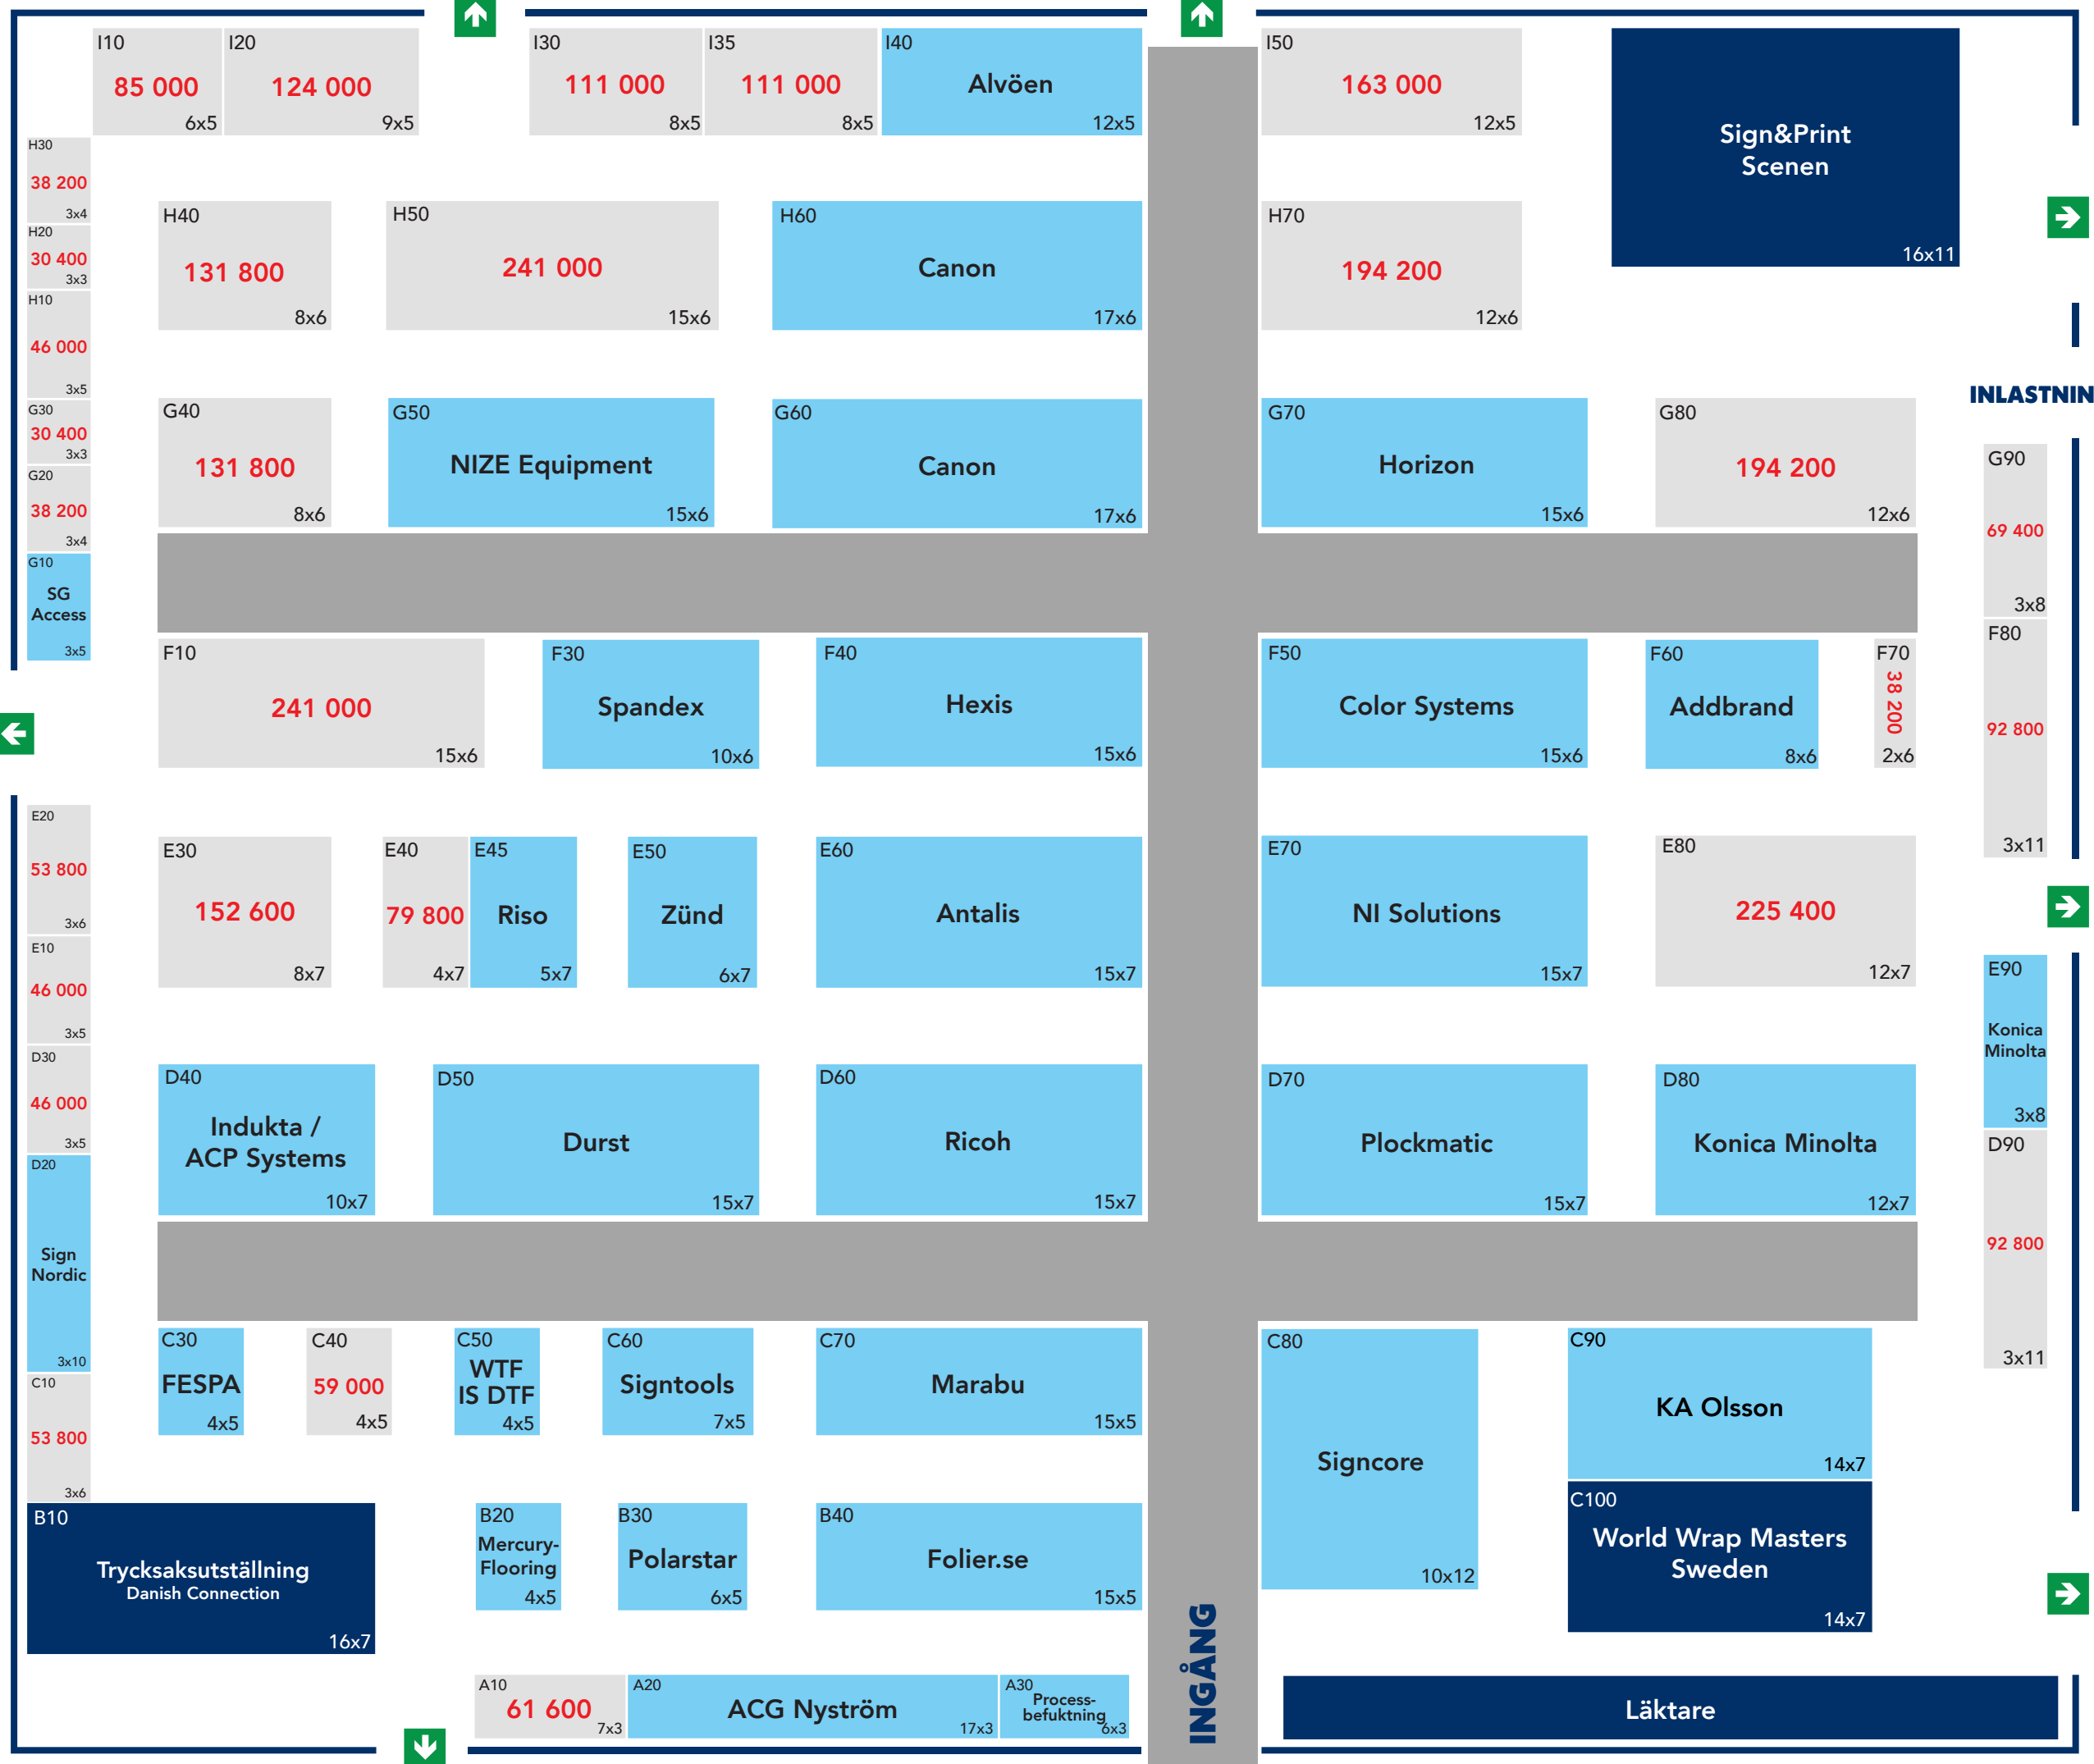 I10
85 000
6x5
I20
124 000
9x5
I30
111 000
8x5
I35
111 000
8x5
I40
Alvöen
12x5
I50
163 000
12x5
Sign&Print
Scenen
16x11
H30
38 200
3x4
H20
30 400
3x3
H10
46 000
3x5
H40
131 800
8x6
H50
241 000
15x6
H60
Canon
17x6
H70
194 200
12x6
INLASTNIN
G30
30 400
3x3
G20
38 200
3x4
G10
SG
Access
3x5
G40
131 800
8x6
G50
NIZE Equipment
15x6
G60
Canon
17x6
G70
Horizon
15x6
G80
194 200
12x6
G90
69 400
3x8
F10
241 000
15x6
F30
Spandex
10x6
F40
Hexis
15x6
F50
Color Systems
15x6
F60
Addbrand
8x6
F70
38 200
2x6
F80
92 800
3x11
E20
53 800
3x6
E10
46 000
3x5
E30
152 600
8x7
E40
79 800
4x7
E45
Riso
5x7
E50
Zünd
6x7
E60
Antalis
15x7
E70
NI Solutions
15x7
E80
225 400
12x7
E90
Konica
Minolta
3x8
D30
46 000
3x5
D20
Sign
Nordic
3x10
D40
Indukta /
ACP Systems
10x7
D50
Durst
15x7
D60
Ricoh
15x7
D70
Plockmatic
15x7
D80
Konica Minolta
12x7
D90
92 800
3x11
C10
53 800
3x6
C30
FESPA
4x5
C40
59 000
4x5
C50
WTF
IS DTF
4x5
C60
Signtools
7x5
C70
Marabu
15x5
C80
Signcore
10x12
C90
KA Olsson
14x7
C100
World Wrap Masters
Sweden
14x7
B10
Trycksaksutställning
Danish Connection
16x7
B20
Mercury-
Flooring
4x5
B30
Polarstar
6x5
B40
Folier.se
15x5
A10
61 600
7x3
A20
ACG Nyström
17x3
A30
Process-
befuktning
6x3
INGÅNG
Läktare